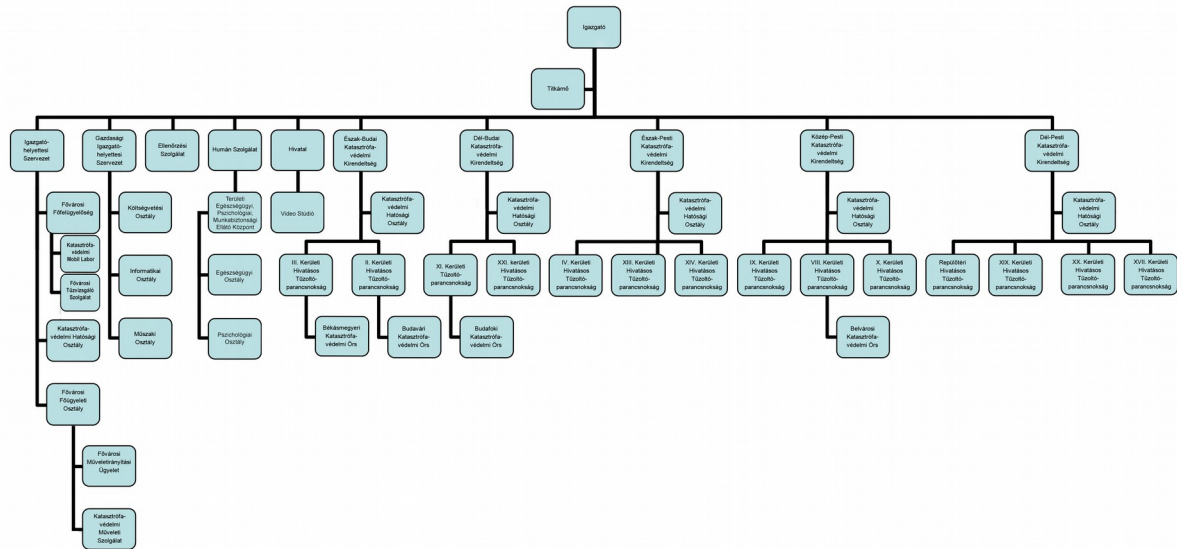 Igazgató
Titkárnő
Igazgató-
helyettesi
Szervezet
Gazdasági
Igazgató-
helyettesi
Szervezet
Ellenőrzési
Szolgálat
Humán Szolgálat
Hivatal
Észak-Budai
Katasztrófa-
védelmi
Kirendeltség
Dél-Budai
Katasztrófa-
védelmi
Kirendeltség
Észak-Pesti
Katasztrófa-
védelmi
Kirendeltség
Közép-Pesti
Katasztrófa-
védelmi
Kirendeltség
Dél-Pesti
Katasztrófa-
védelmi
Kirendeltség
Fővárosi
Főfelügyelőség
Költségvetési
Osztály
Területi
Egészségügyi,
Pszichológiai,
Munkabiztonsági
Ellátó Központ
Video Stúdió
Katasztrófa-
védelmi
Hatósági
Osztály
Katasztrófa-
védelmi
Hatósági
Osztály
Katasztrófa-
védelmi
Hatósági
Osztály
Katasztrófa-
védelmi
Hatósági
Osztály
Katasztrófa-
védelmi
Hatósági
Osztály
Katasztrófa-
védelmi
Mobil Labor
Fővárosi
Tűzvizsgáló
Szolgálat
Informatikai
Osztály
Egészségügyi
Osztály
III. Kerületi
Hivatásos
Tűzoltó-
parancsnokság
II. Kerületi
Hivatásos
Tűzoltó-
parancsnokság
XI. Kerületi
Hivatásos
Tűzoltó-
parancsnokság
XXI. kerületi
Hivatásos
Tűzoltó-
parancsnokság
IV. Kerületi
Hivatásos
Tűzoltó-
parancsnokság
XIII. Kerületi
Hivatásos
Tűzoltó-
parancsnokság
XIV. Kerületi
Hivatásos
Tűzoltó-
parancsnokság
IX. Kerületi
Hivatásos
Tűzoltó-
parancsnokság
VIII. Kerületi
Hivatásos
Tűzoltó-
parancsnokság
X. Kerületi
Hivatásos
Tűzoltó-
parancsnokság
Repülőtéri
Hivatásos
Tűzoltó-
parancsnokság
XIX. Kerületi
Hivatásos
Tűzoltó-
parancsnokság
XX. Kerületi
Hivatásos
Tűzoltó-
parancsnokság
XVII. Kerületi
Hivatásos
Tűzoltó-
parancsnokság
Katasztrófa-
védelmi Hatósági
Osztály
Műszaki
Osztály
Pszichológiai
Osztály
Békásmegyeri
Katasztrófa-
védelmi Őrs
Budavári
Katasztrófa-
védelmi Őrs
Budafoki
Katasztrófa-
védelmi Őrs
Belvárosi
Katasztrófa-
védelmi Őrs
Fővárosi
Főügyeleti
Osztály
Fővárosi
Műveletirányítási
Ügyelet
Katasztrófa-
védelmi
Műveleti
Szolgálat